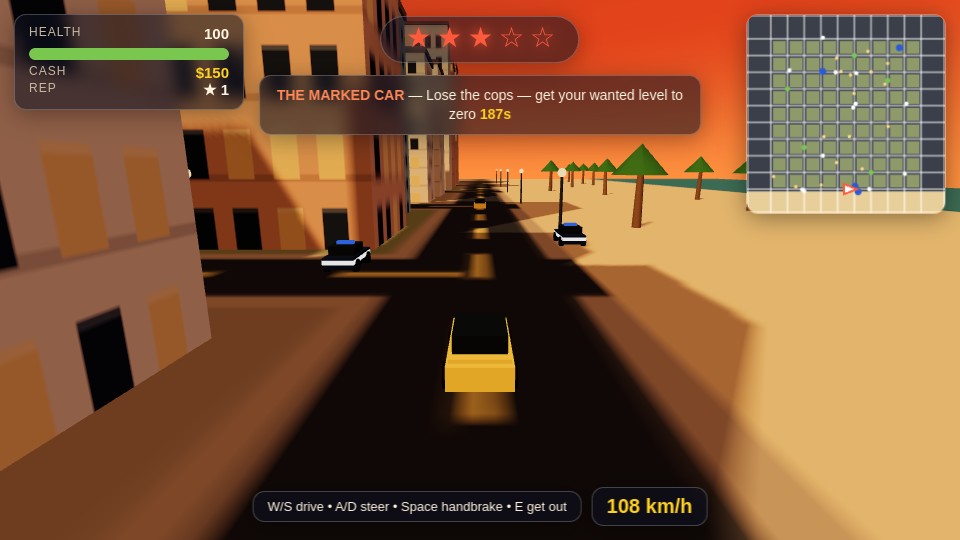 HEALTH 100
CASH $150
REP ★ 1
★ ★ ★ ☆ ☆
THE MARKED CAR — Lose the cops — get your wanted level to
zero 187s
W/S drive • A/D steer • Space handbrake • E get out
108 km/h